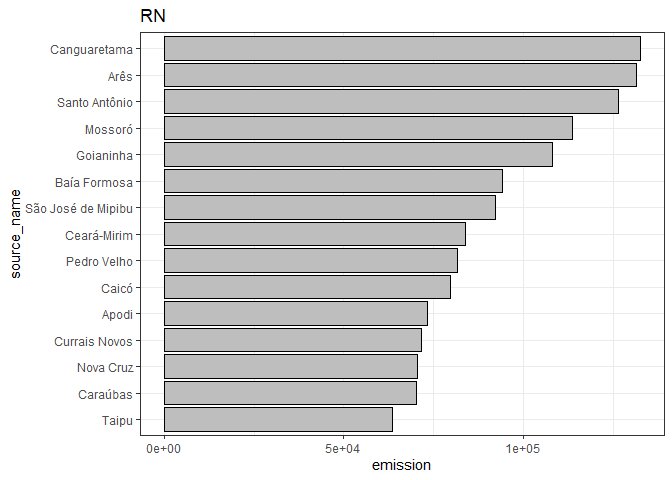 RN
Canguaretama
Arês
Santo Antônio
Mossoró
Goianinha
Baía Formosa
São José de Mipibu
Ceará-Mirim
Pedro Velho
Caicó
Apodi
Currais Novos
Nova Cruz
Caraúbas
Taipu
source_name
0e+00 5e+04 1e+05
emission